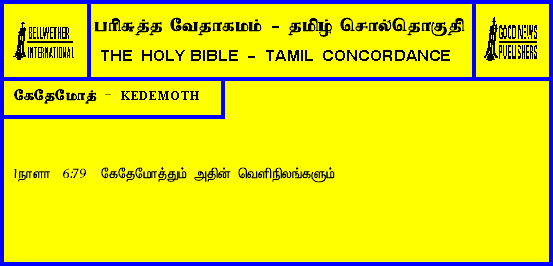 BELLWETHER
INTERNATIONAL
பரிசுத்த வேதாகமம் - தமிழ் சொல்தொகுதி
THE HOLY BIBLE - TAMIL CONCORDANCE
GOOD NEWS
PUBLISHERS
கேதேமோத் - KEDEMOTH
1நாளா 6:79 கேதேமோத்தும் அதின் வெளிநிலங்களும்